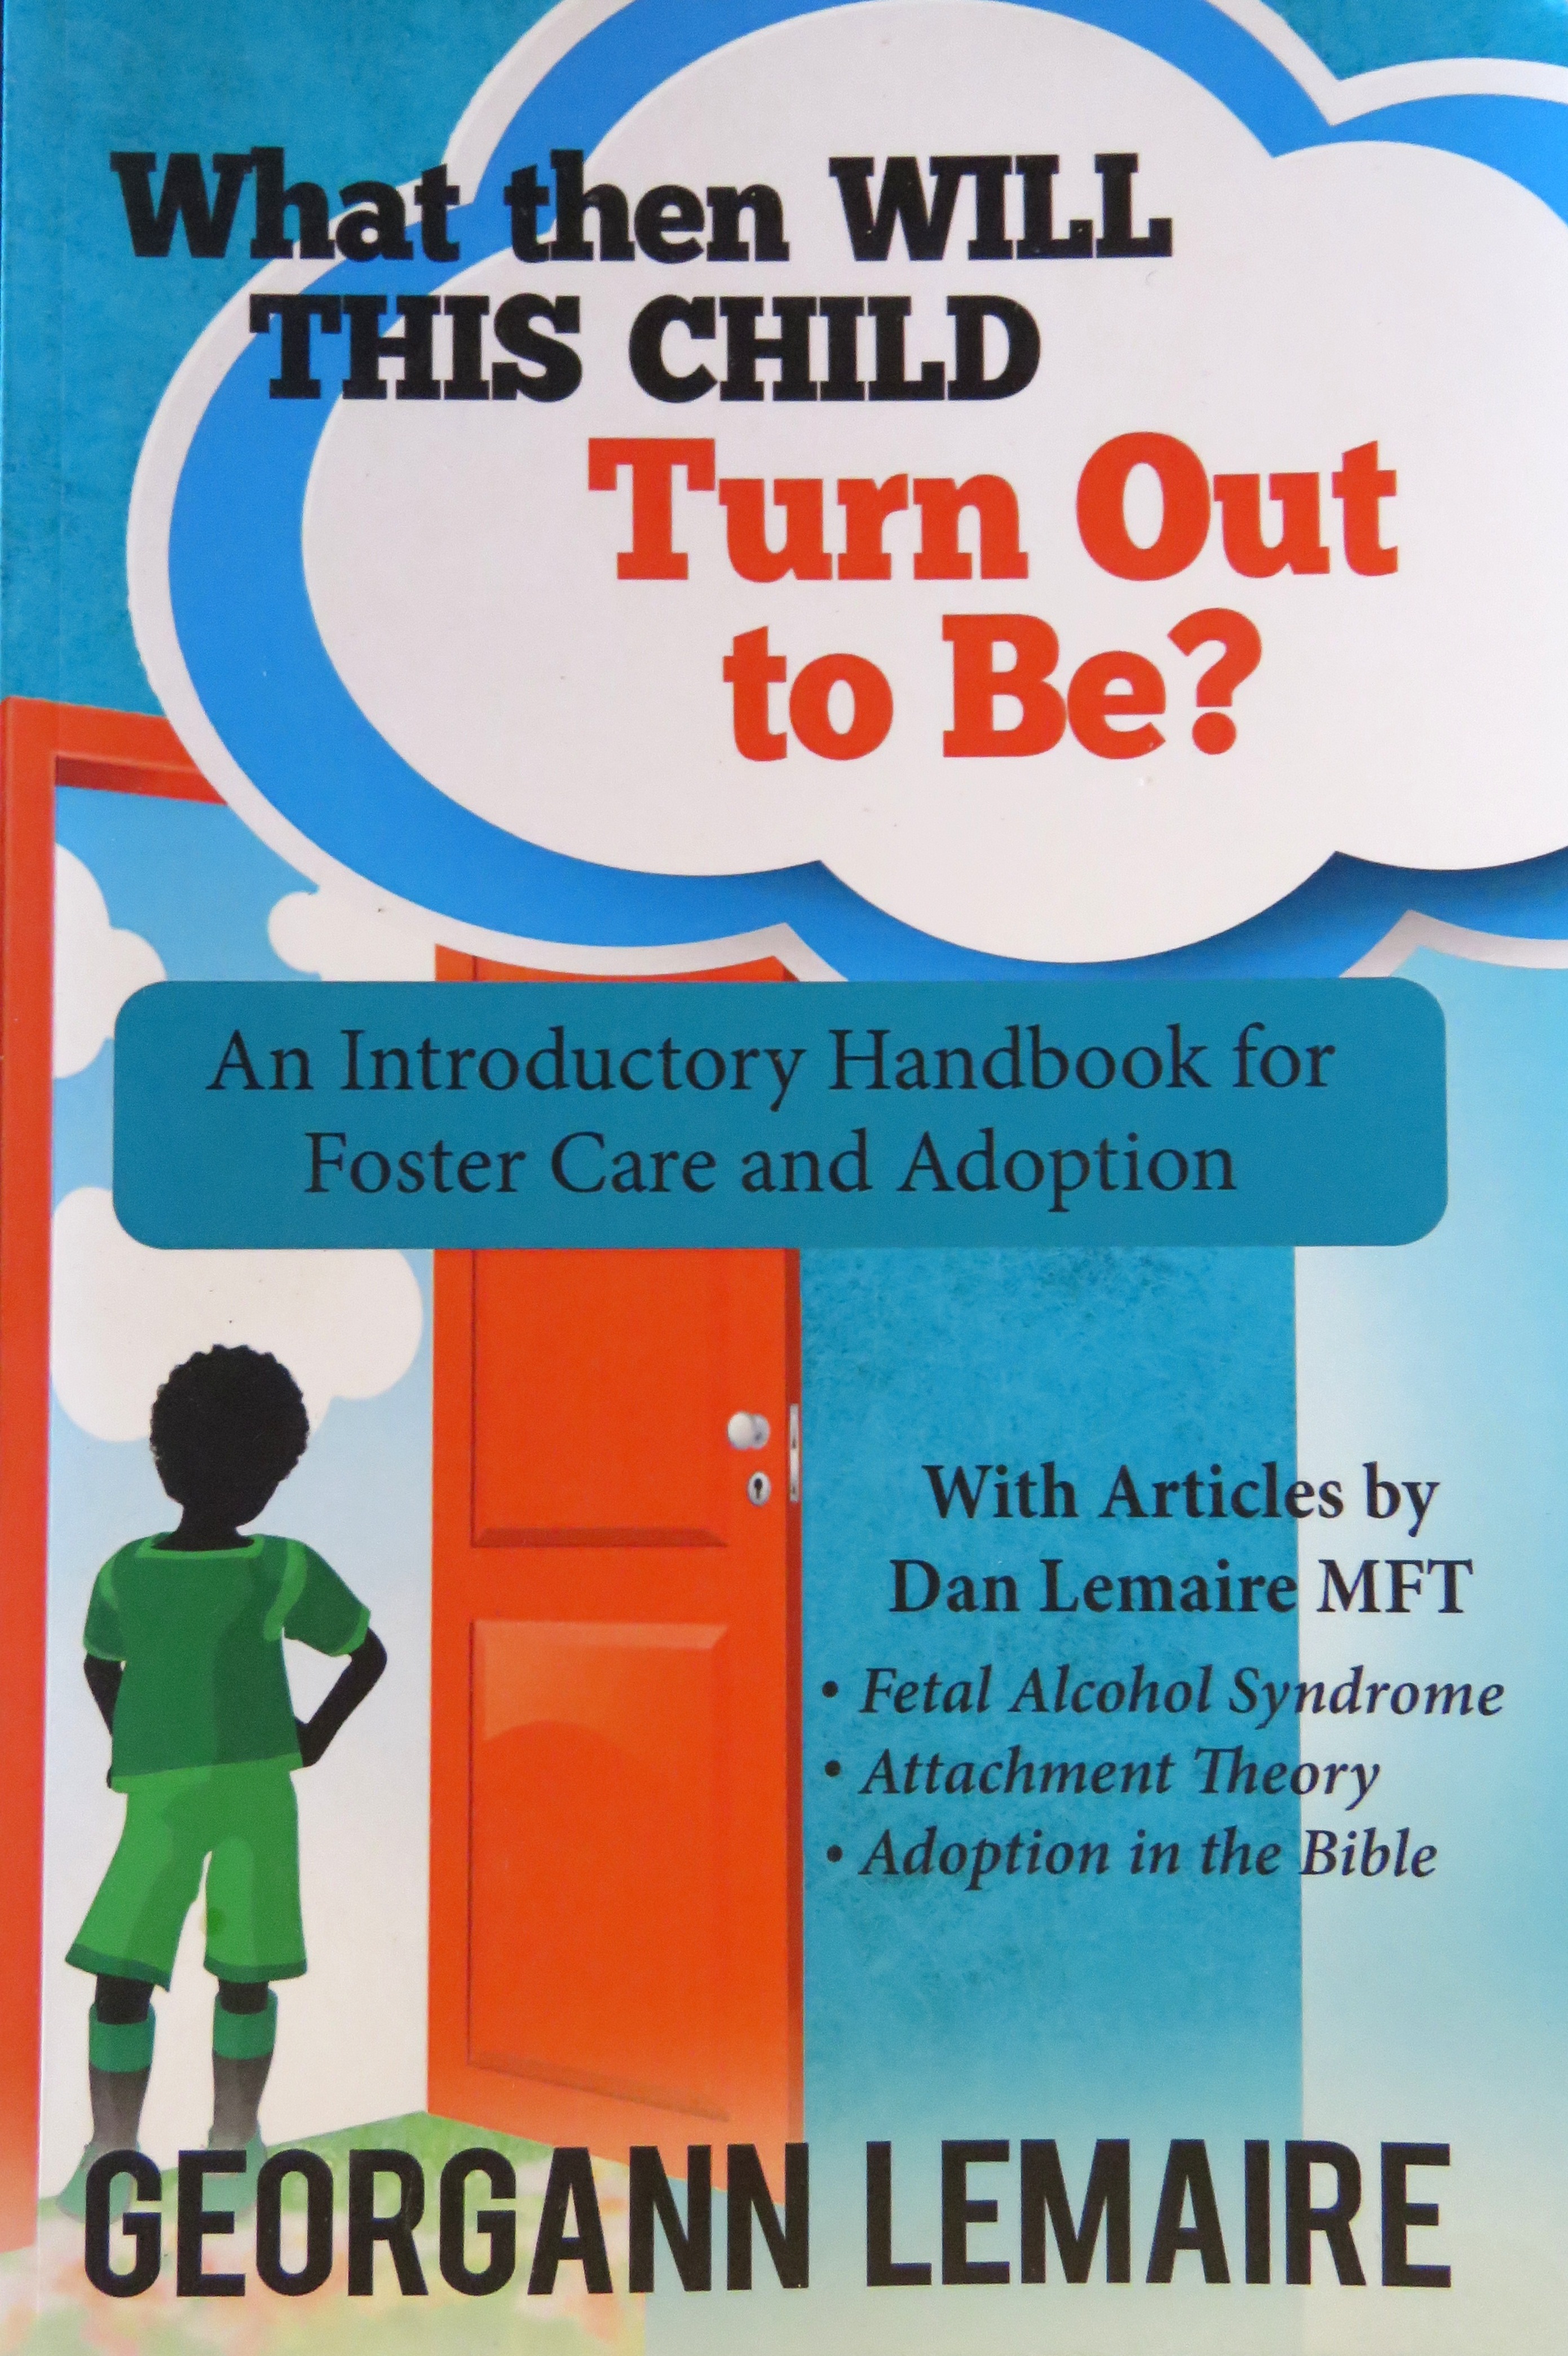 What then WILL
THIS CHILD
Turn Out
to Be?
An Introductory Handbook for
Foster Care and Adoption
With Articles by
Dan Lemaire MFT
• Fetal Alcohol Syndrome
• Attachment Theory
• Adoption in the Bible
GEORGANN LEMAIRE